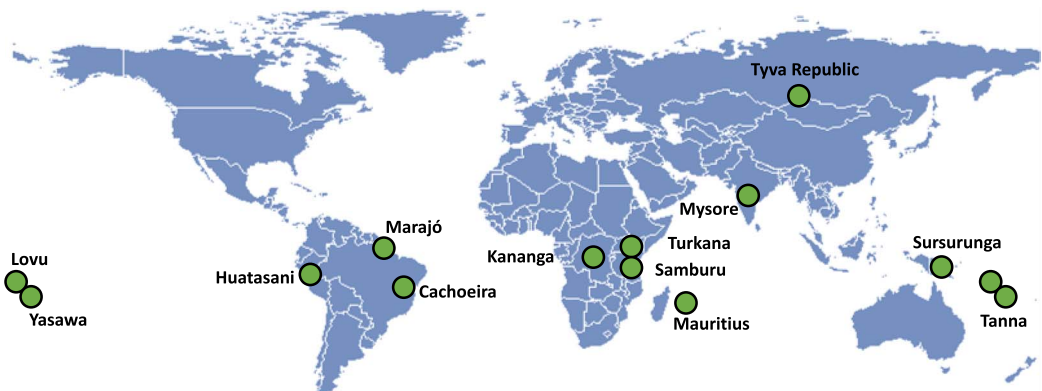 Tyva Republic
Mysore
Marajó
Lovu
Turkana
Sursurunga
Kananga
Huatasani
Samburu
Cachoeira
Yasawa
Mauritius
Tanna